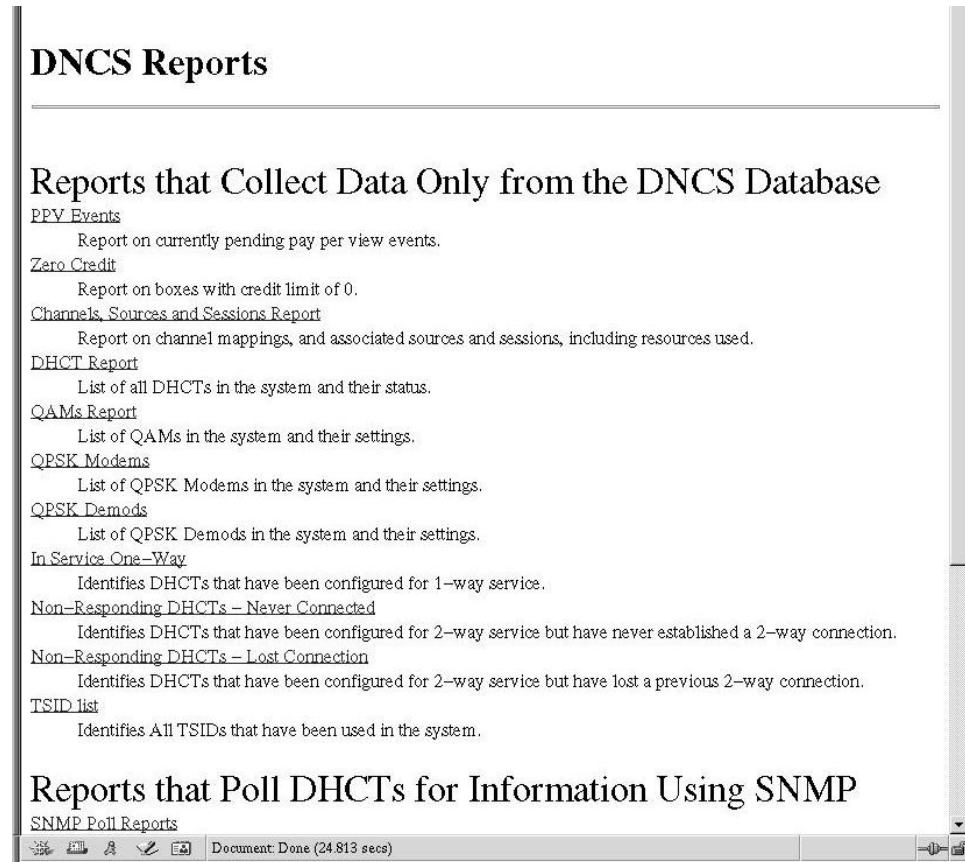 DNCS Reports
Reports that Collect Data Only from the DNCS Database
PPV Events
Report on currently pending pay per view events.
Zero Credit
Report on boxes with credit limit of 0.
Channels, Sources and Sessions Report
Report on channel mappings, and associated sources and sessions, including resources used.
DHCT Report
List of all DHCTs in the system and their status.
QAMs Report
List of QAMs in the system and their settings.
QPSK Modems
List of QPSK Modems in the system and their settings.
QPSK Demods
List of QPSK Demods in the system and their settings.
In Service One-Way
Identifies DHCTs that have been configured for 1-way service.
Non-Responding DHCTs - Never Connected
Identifies DHCTs that have been configured for 2-way service but have never established a 2-way connection.
Non-Responding DHCTs - Lost Connection
Identifies DHCTs that have been configured for 2-way service but have lost a previous 2-way connection.
TSID list
Identifies All TSIDs that have been used in the system.
Reports that Poll DHCTs for Information Using SNMP
SNMP Poll Reports
Document: Done (24.813 secs)